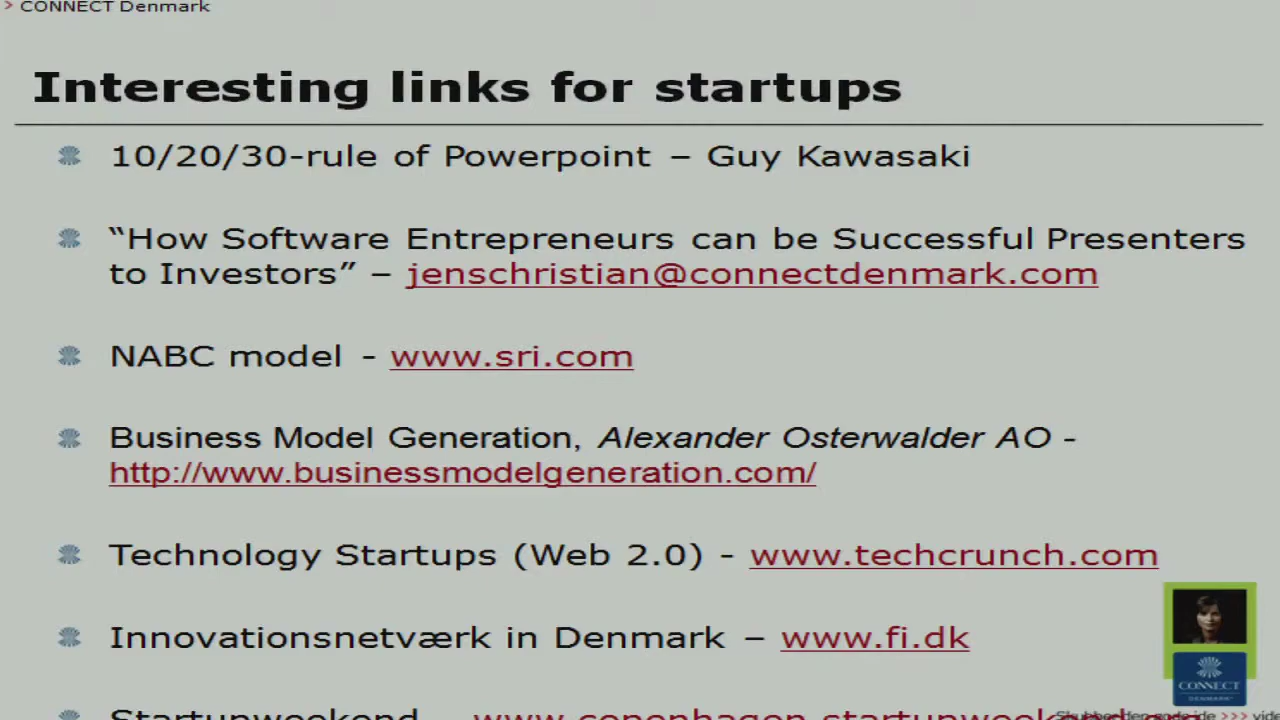 > CONNECT Denmark
Interesting links for startups
10/20/30-rule of Powerpoint – Guy Kawasaki
“How Software Entrepreneurs can be Successful Presenters
to Investors” – jenschristian@connectdenmark.com
NABC model - www.sri.com
Business Model Generation, Alexander Osterwalder AO -
http://www.businessmodelgeneration.com/
Technology Startups (Web 2.0) - www.techcrunch.com
Innovationsnetværk in Denmark – www.fi.dk
CONNECT
DENMARK
Startupweekend